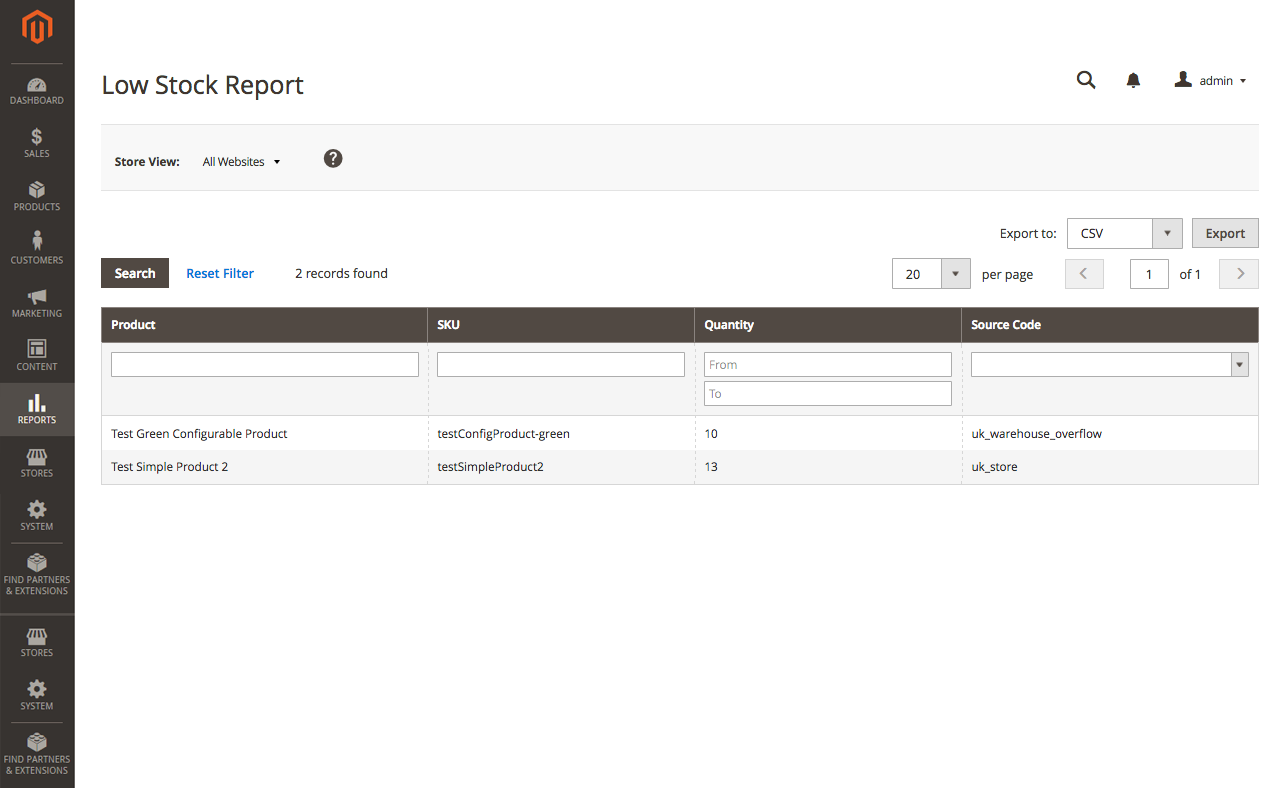 DASHBOARD
SALES
PRODUCTS
CUSTOMERS
MARKETING
CONTENT
REPORTS
STORES
SYSTEM
FIND PARTNERS
& EXTENSIONS
STORES
SYSTEM
FIND PARTNERS
& EXTENSIONS
Low Stock Report
admin
Store View: All Websites ?
Export to: CSV Export
Search Reset Filter 2 records found 20 per page 1 of 1
Product SKU Quantity Source Code
From
To
Test Green Configurable Product testConfigProduct-green 10 uk_warehouse_overflow
Test Simple Product 2 testSimpleProduct2 13 uk_store